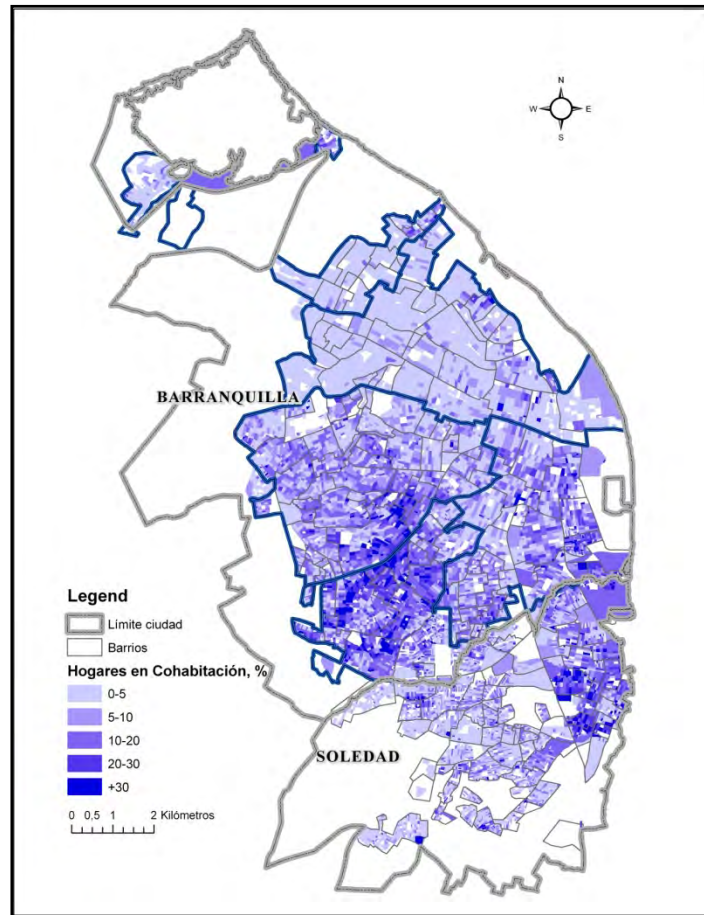 N
W E
S
BARRANQUILLA
SOLEDAD
Legend
Límite ciudad
Barrios
Hogares en Cohabitación, %
0-5
5-10
10-20
20-30
+30
0 0,5 1 2 Kilómetros